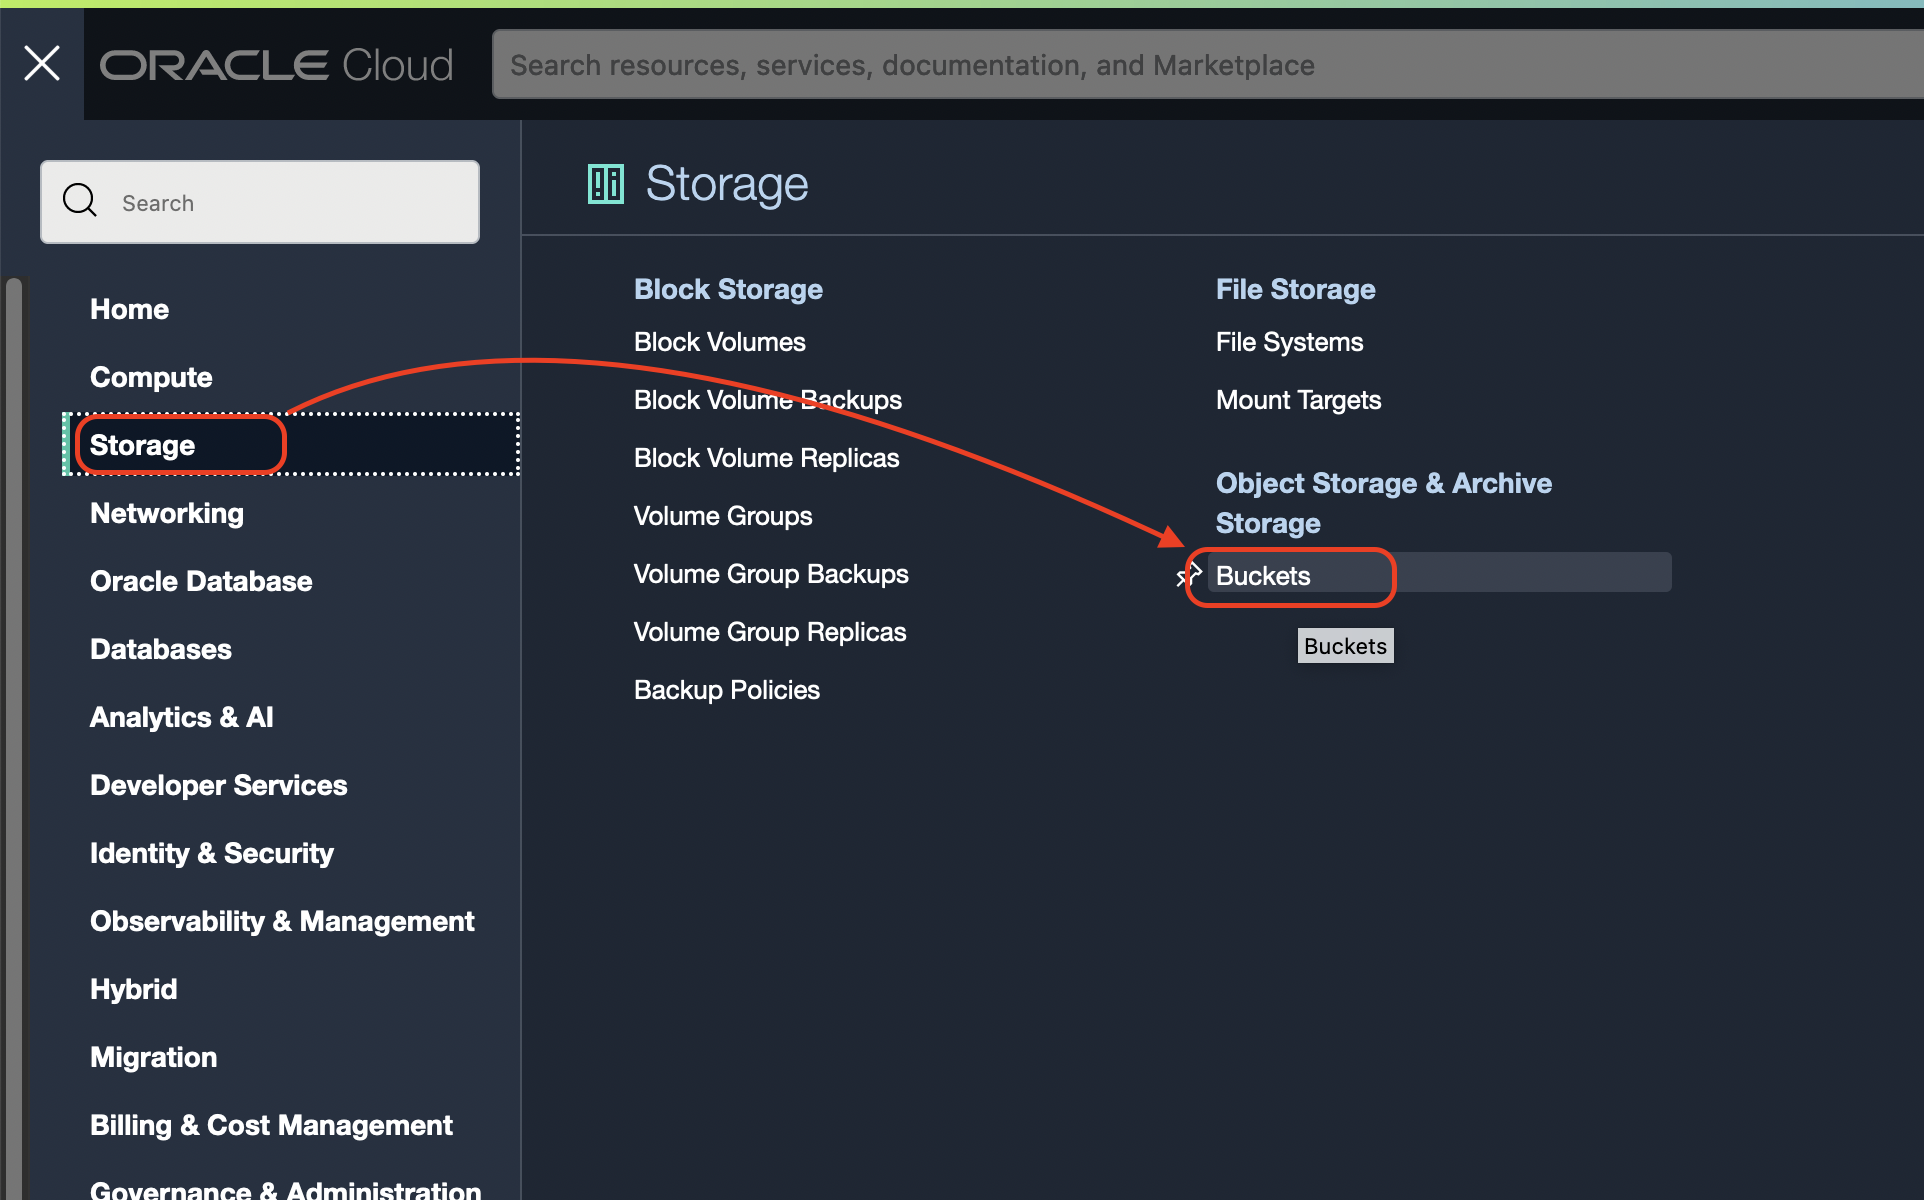 ORACLE Cloud
Search resources, services, documentation, and Marketplace
Search
Home
Compute
Storage
Networking
Oracle Database
Databases
Analytics & AI
Developer Services
Identity & Security
Observability & Management
Hybrid
Migration
Billing & Cost Management
Governance & Administration
Storage
Block Storage
Block Volumes
Block Volume Backups
Block Volume Replicas
Volume Groups
Volume Group Backups
Volume Group Replicas
Backup Policies
File Storage
File Systems
Mount Targets
Object Storage & Archive
Storage
Buckets
Buckets